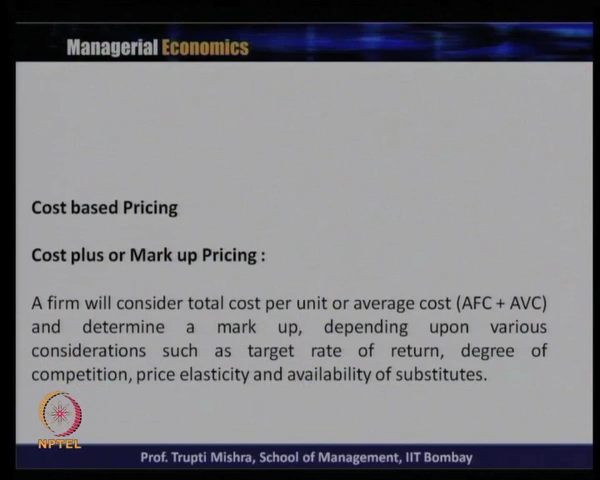 Managerial Economics
Cost based Pricing
Cost plus or Mark up Pricing :
A firm will consider total cost per unit or average cost (AFC + AVC)
and determine a mark up, depending upon various
considerations such as target rate of return, degree of
competition, price elasticity and availability of substitutes.
NPTEL
Prof. Trupti Mishra, School of Management, IIT Bombay